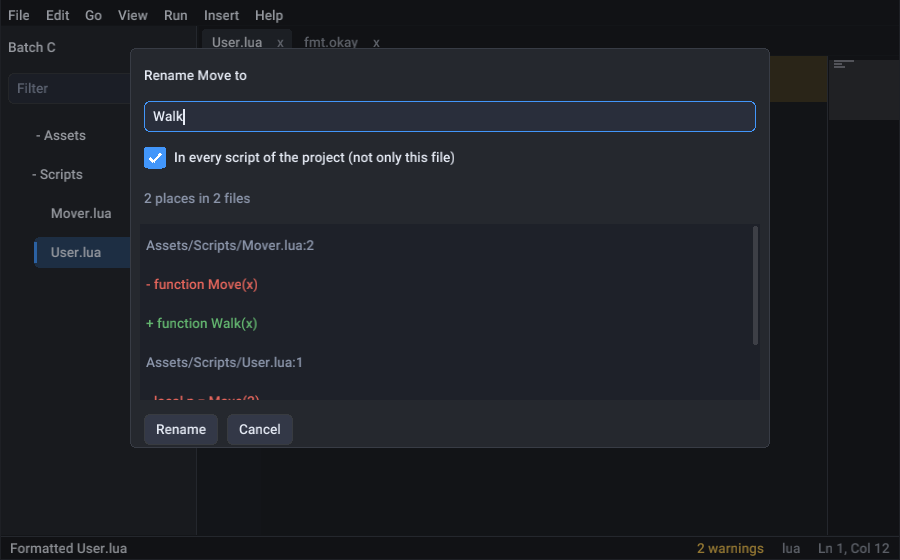 File Edit Go View Run Insert Help
Batch C
User.lua x fmt.okay x
Filter
- Assets
- Scripts
Mover.lua
User.lua
Rename Move to
Walk
In every script of the project (not only this file)
2 places in 2 files
Assets/Scripts/Mover.lua:2
- function Move(x)
+ function Walk(x)
Assets/Scripts/User.lua:1
- local n = Move(2)
Rename Cancel
Formatted User.lua 2 warnings lua Ln 1, Col 12